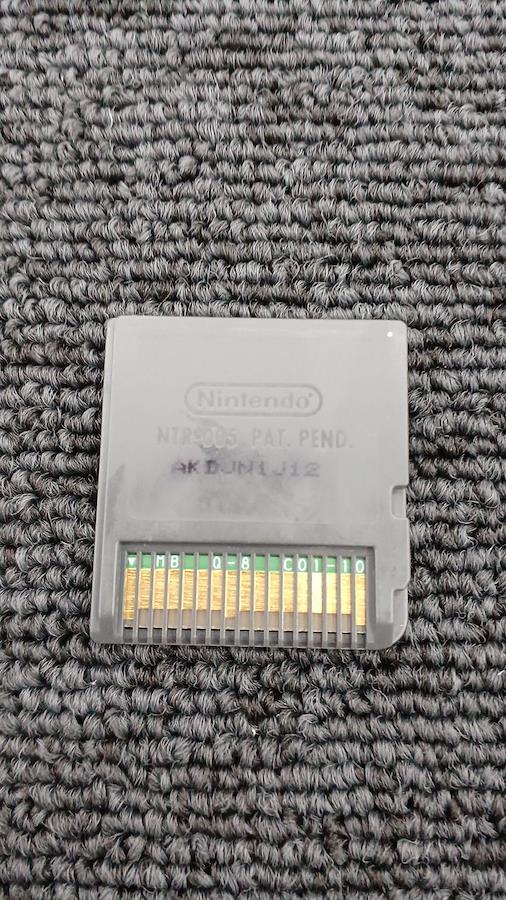 Nintendo®
NTR-005 PAT. PEND.
AKDJN1J12
▼ MB Q-8 C01-10